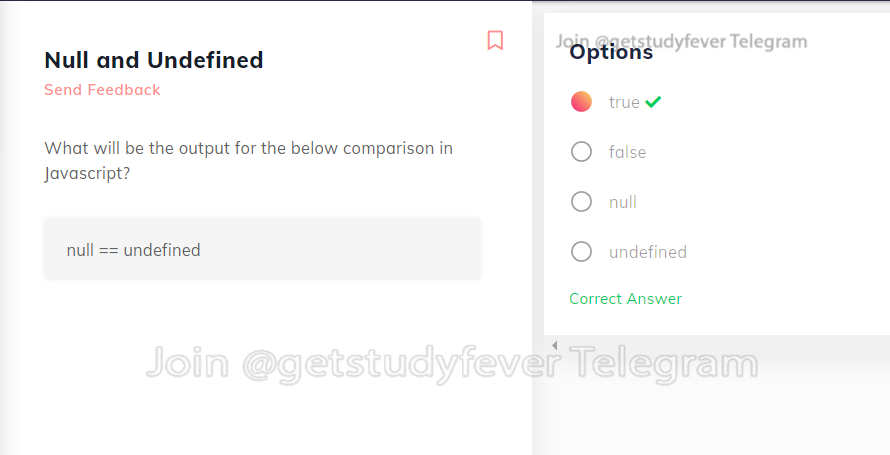 Null and Undefined
Send Feedback
What will be the output for the below comparison in
Javascript?
null == undefined
Join @getstudyfever Telegram
Options
true
false
null
undefined
Correct Answer
Join @getstudyfever Telegram